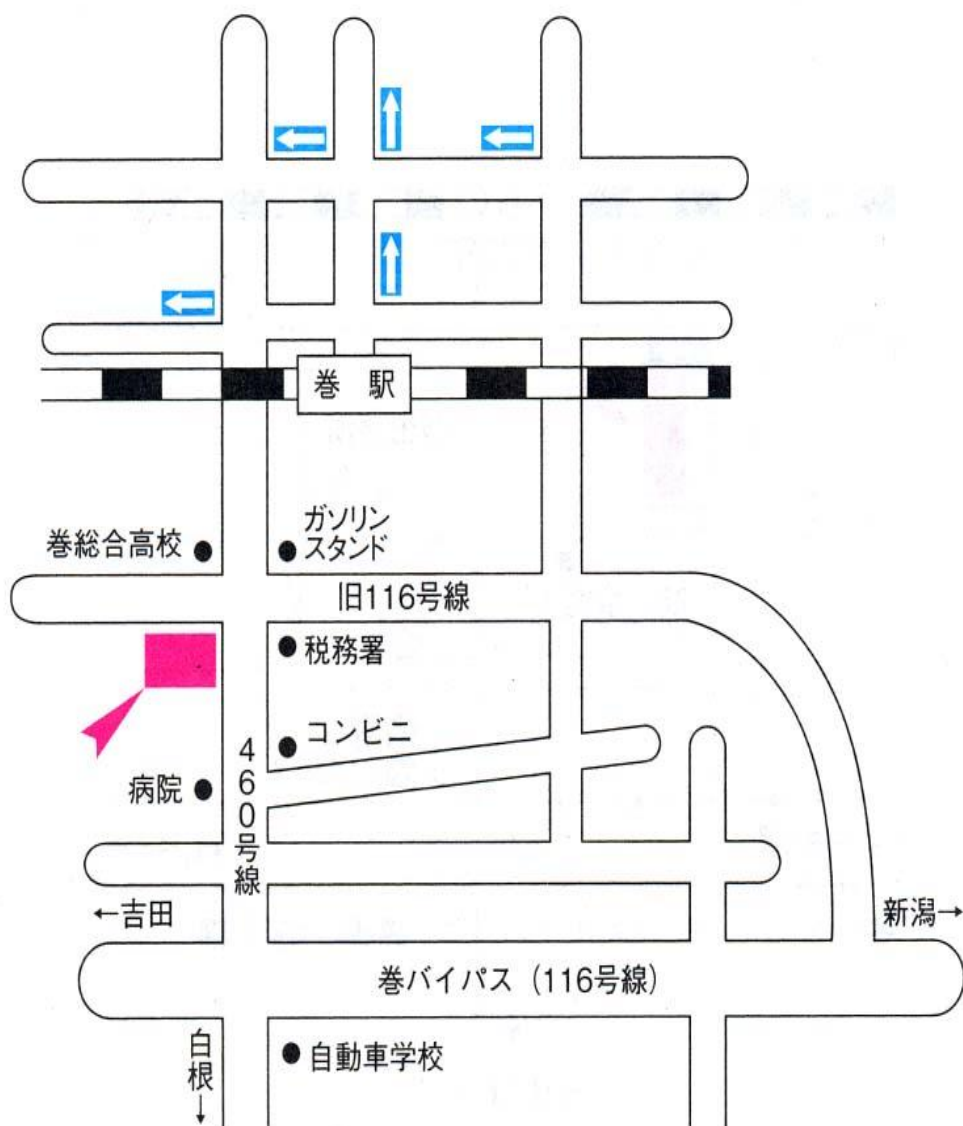 巻駅
巻総合高校
ガソリン
スタンド
旧116号線
税務署
コンビニ
460号線
病院
←吉田
新潟→
巻バイパス(116号線)
白根↓
自動車学校